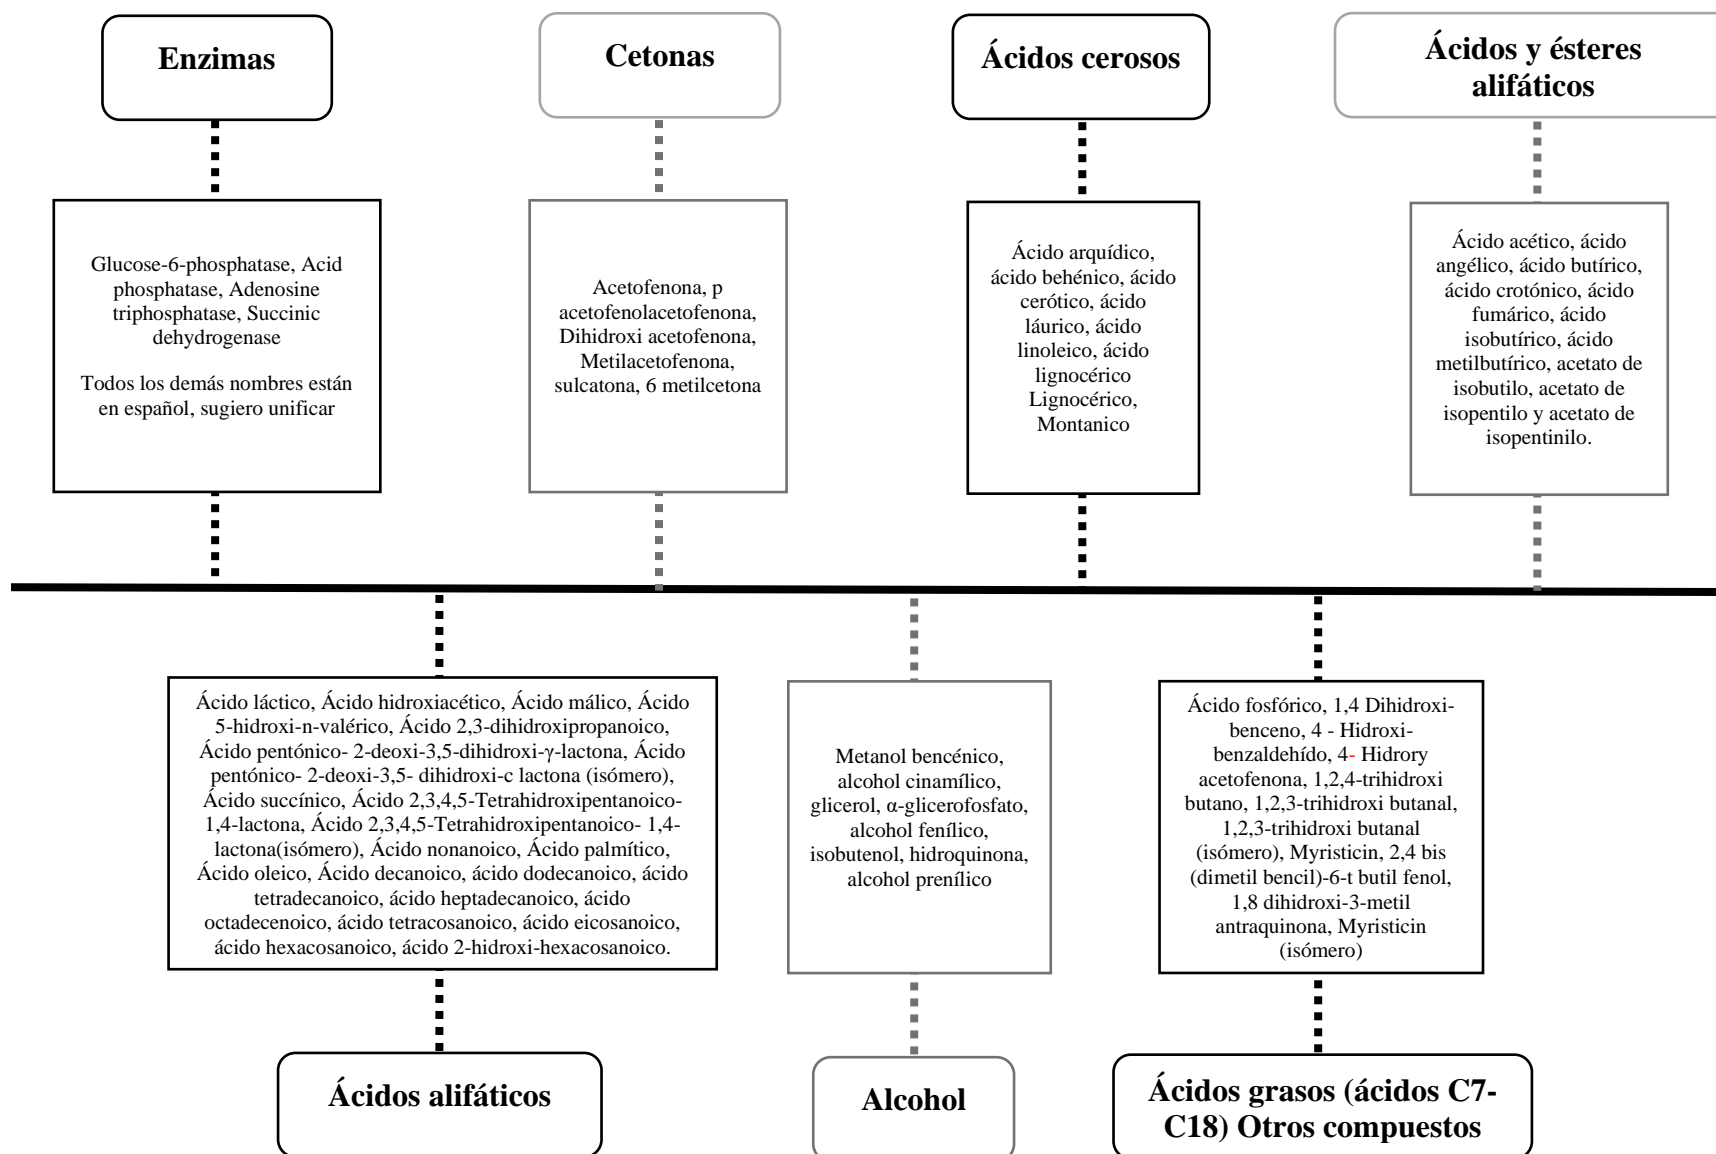 Enzimas
Glucose-6-phosphatase, Acid
phosphatase, Adenosine
triphosphatase, Succinic
dehydrogenase
Todos los demás nombres están
en español, sugiero unificar
Cetonas
Acetofenona, p
acetofenolacetofenona,
Dihidroxi acetofenona,
Metilacetofenona,
sulcatona, 6 metilcetona
Ácidos cerosos
Ácido arquídico,
ácido behénico, ácido
cerótico, ácido
láurico, ácido
linoleico, ácido
lignocérico
Lignocérico,
Montanico
Ácidos y ésteres
alifáticos
Ácido acético, ácido
angélico, ácido butírico,
ácido crotónico, ácido
fumárico, ácido
isobutírico, ácido
metilbutírico, acetato de
isobutilo, acetato de
isopentilo y acetato de
isopentinilo.
Ácido láctico, Ácido hidroxiacético, Ácido málico, Ácido
5-hidroxi-n-valérico, Ácido 2,3-dihidroxipropanoico,
Ácido pentónico- 2-deoxi-3,5-dihidroxi-γ-lactona, Ácido
pentónico- 2-deoxi-3,5- dihidroxi-c lactona (isómero),
Ácido succínico, Ácido 2,3,4,5-Tetrahidroxipentanoico-
1,4-lactona, Ácido 2,3,4,5-Tetrahidroxipentanoico- 1,4-
lactona(isómero), Ácido nonanoico, Ácido palmítico,
Ácido oleico, Ácido decanoico, ácido dodecanoico, ácido
tetradecanoico, ácido heptadecanoico, ácido
octadecenoico, ácido tetracosanoico, ácido eicosanoico,
ácido hexacosanoico, ácido 2-hidroxi-hexacosanoico.
Ácidos alifáticos
Metanol bencénico,
alcohol cinamílico,
glicerol, α-glicerofosfato,
alcohol fenílico,
isobutenol, hidroquinona,
alcohol prenílico
Alcohol
Ácido fosfórico, 1,4 Dihidroxi-
benceno, 4 - Hidroxi-
benzaldehído, 4- Hidrory
acetofenona, 1,2,4-trihidroxi
butano, 1,2,3-trihidroxi butanal,
1,2,3-trihidroxi butanal
(isómero), Myristicin, 2,4 bis
(dimetil bencil)-6-t butil fenol,
1,8 dihidroxi-3-metil
antraquinona, Myristicin
(isómero)
Ácidos grasos (ácidos C7-
C18) Otros compuestos